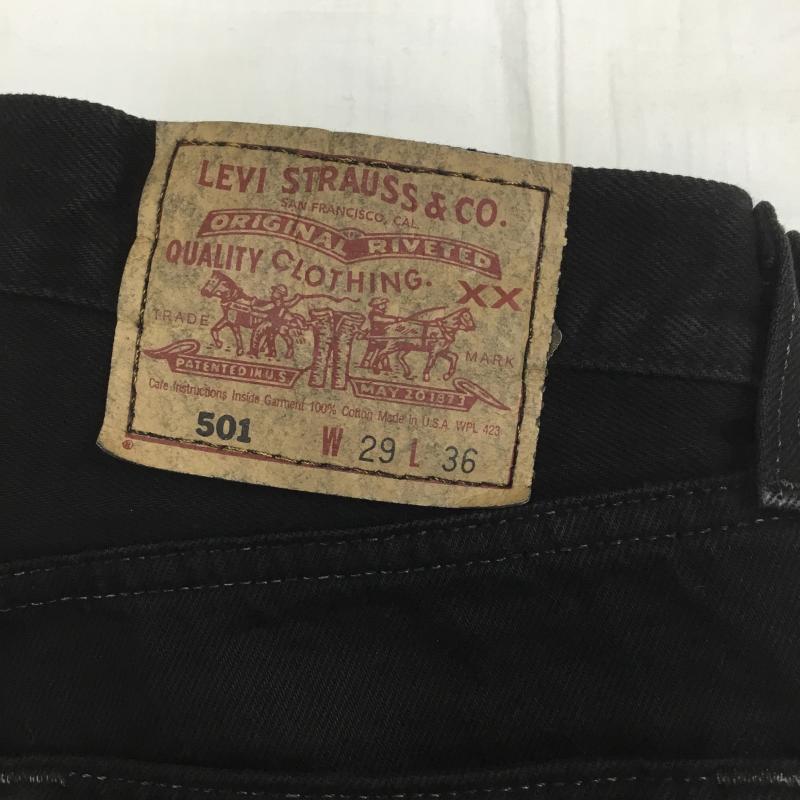 LEVI STRAUSS & CO.
SAN FRANCISCO, CAL.
ORIGINAL RIVETED
QUALITY CLOTHING.
XX
TRADE MARK
PATENTED IN U.S. MAY 20 1873
Care Instructions Inside Garment 100% Cotton Made in U.S.A. WPL 423
501 W 29 L 36
®